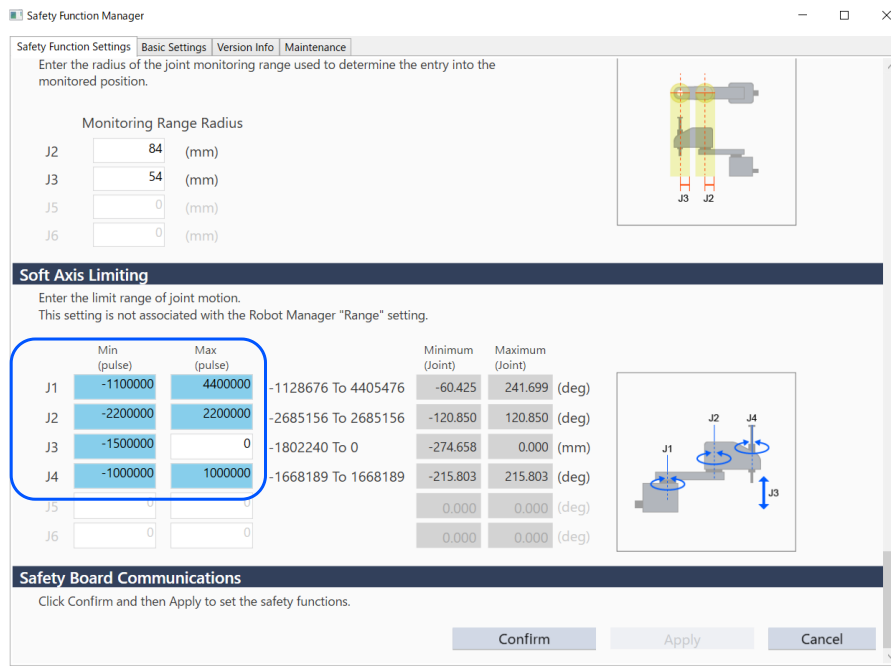 Safety Function Manager
Safety Function Settings Basic Settings Version Info Maintenance
Enter the radius of the joint monitoring range used to determine the entry into the
monitored position.
Monitoring Range Radius
J2 84 (mm)
J3 54 (mm)
J5 0 (mm)
J6 0 (mm)
J3 J2
Soft Axis Limiting
Enter the limit range of joint motion.
This setting is not associated with the Robot Manager "Range" setting.
Min Max Minimum Maximum
(pulse) (pulse) (Joint) (Joint)
J1 -1100000 4400000 -1128676 To 4405476 -60.425 241.699 (deg)
J2 -2200000 2200000 -2685156 To 2685156 -120.850 120.850 (deg)
J3 -1500000 0 -1802240 To 0 -274.658 0.000 (mm)
J4 -1000000 1000000 -1668189 To 1668189 -215.803 215.803 (deg)
J5 0 0 0.000 0.000 (deg)
J6 0 0 0.000 0.000 (deg)
J2 J4
J1
J3
Safety Board Communications
Click Confirm and then Apply to set the safety functions.
Confirm Apply Cancel